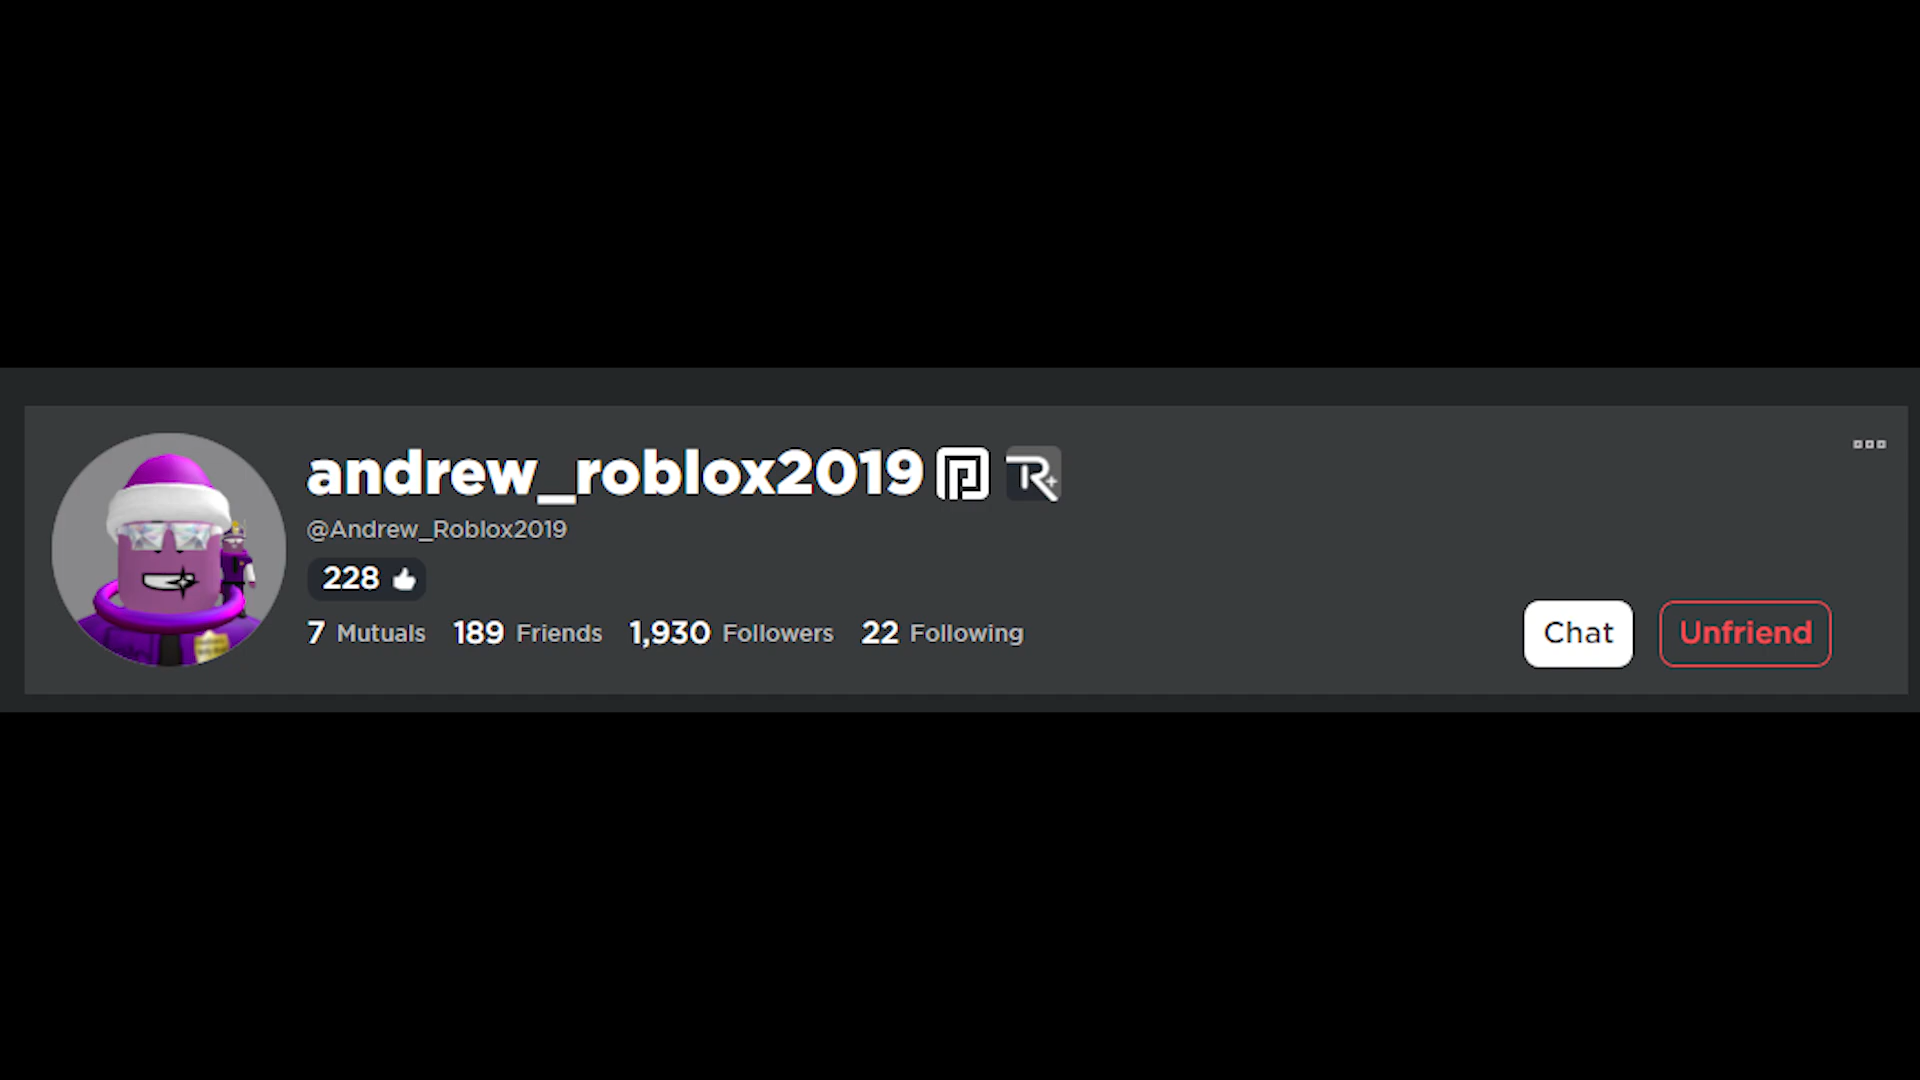 andrew_roblox2019
@Andrew_Roblox2019
228
7 Mutuals 189 Friends 1,930 Followers 22 Following
Chat Unfriend